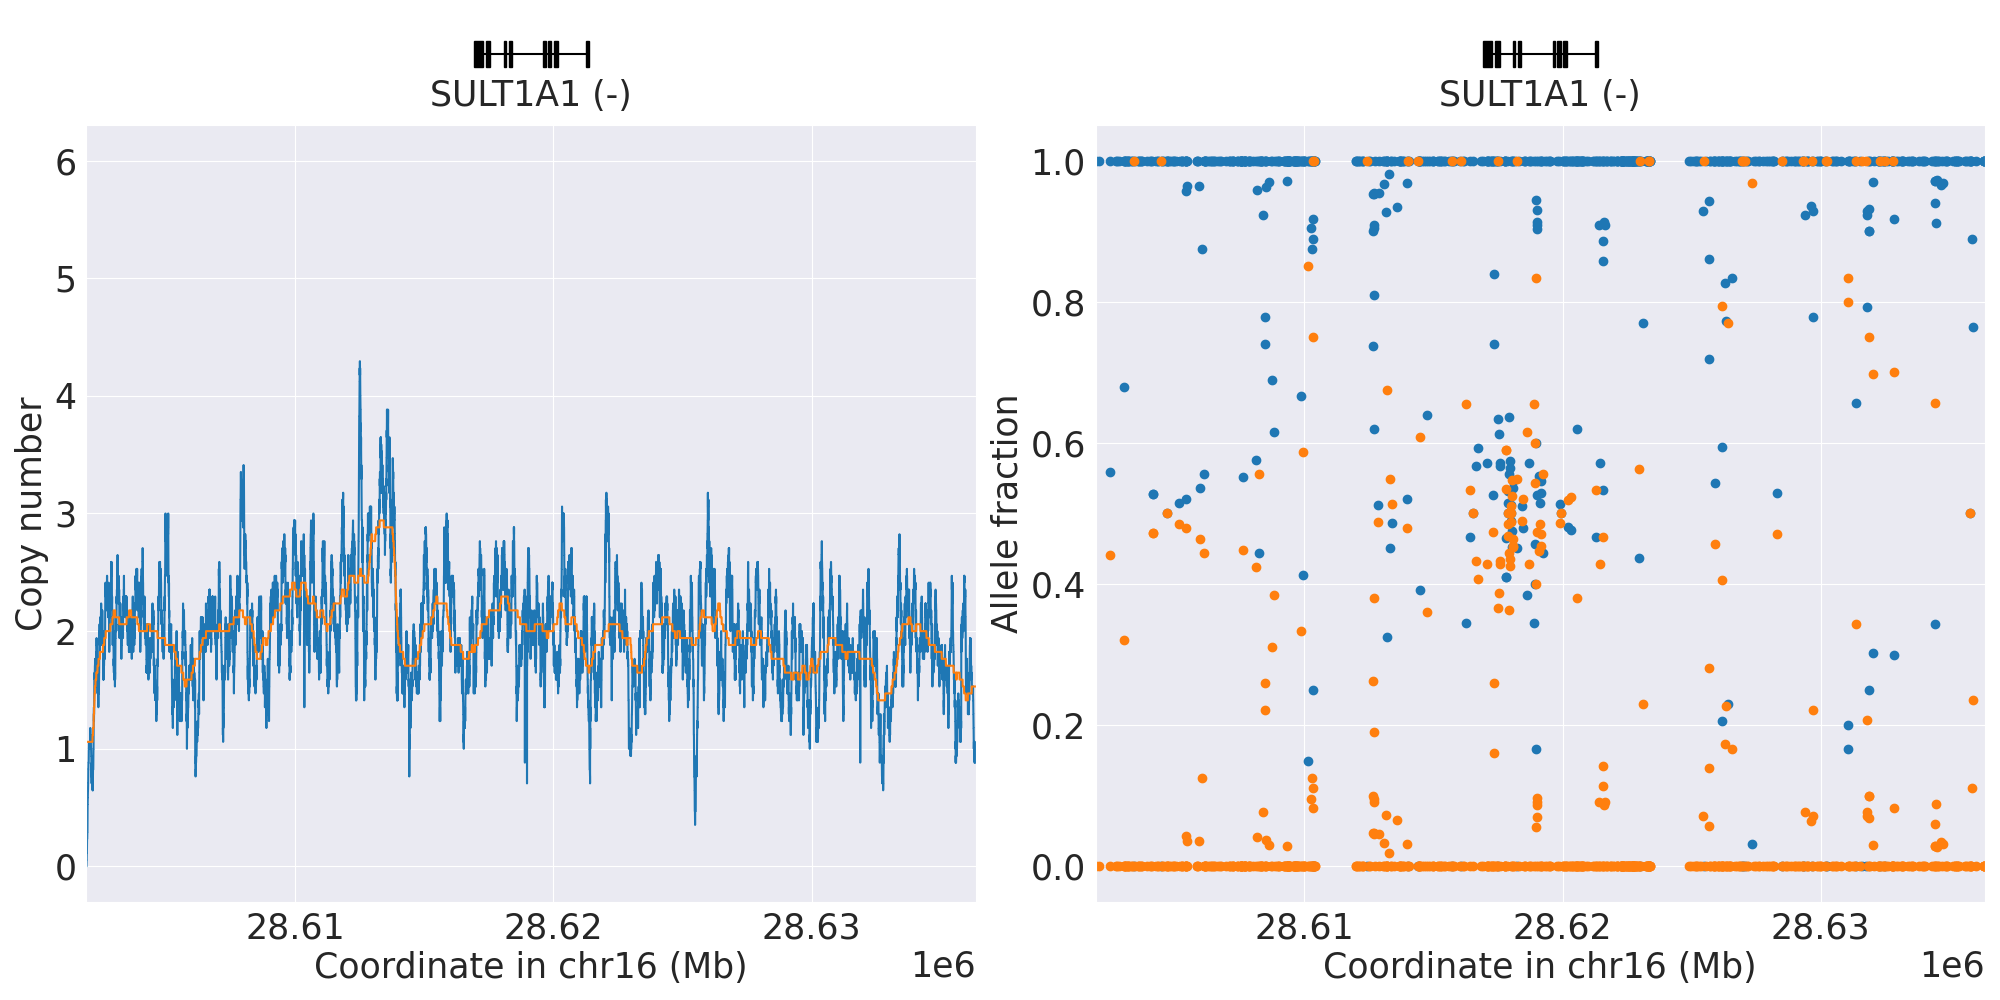 SULT1A1 (-)
6
5
4
3
2
1
0
Copy number
28.61
28.62
28.63
Coordinate in chr16 (Mb)
1e6
SULT1A1 (-)
1.0
0.8
0.6
0.4
0.2
0.0
Allele fraction
28.61
28.62
28.63
Coordinate in chr16 (Mb)
1e6